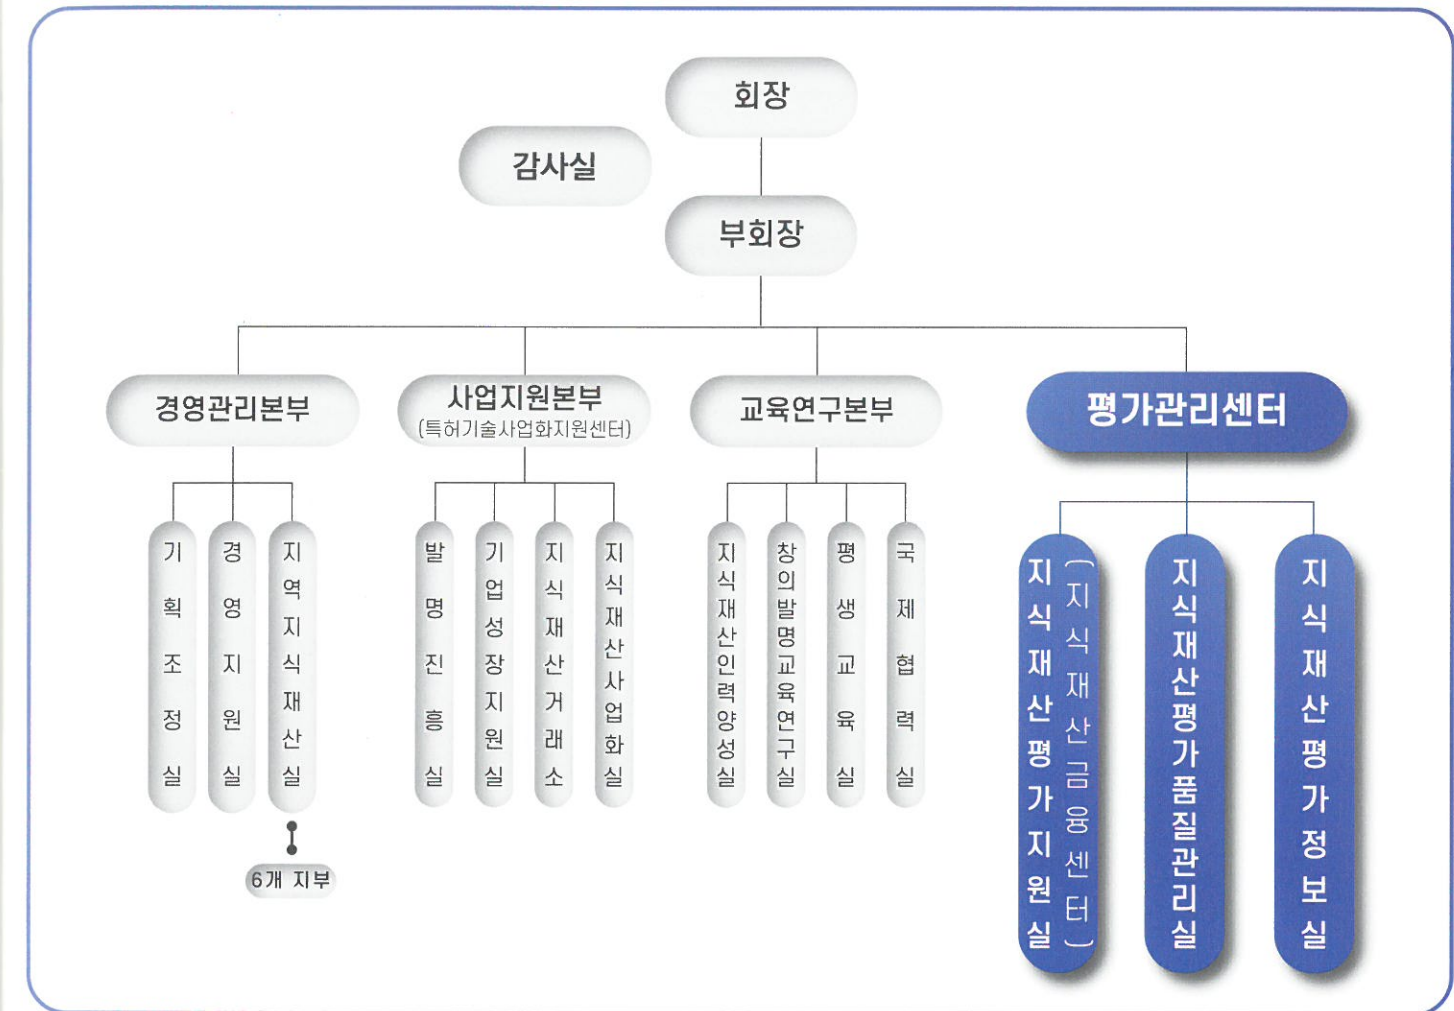 회장
감사실
부회장
경영관리본부
사업지원본부
(특허기술사업화지원센터)
교육연구본부
평가관리센터
기획조정실
경영지원실
지역지식재산실
6개 지부
발명진흥실
기업성장지원실
지식재산거래소
지식재산사업화실
지식재산인력양성실
창의발명교육연구실
평생교육실
국제협력실
지식재산평가지원실
(지식재산금융센터)
지식재산평가품질관리실
지식재산평가정보실